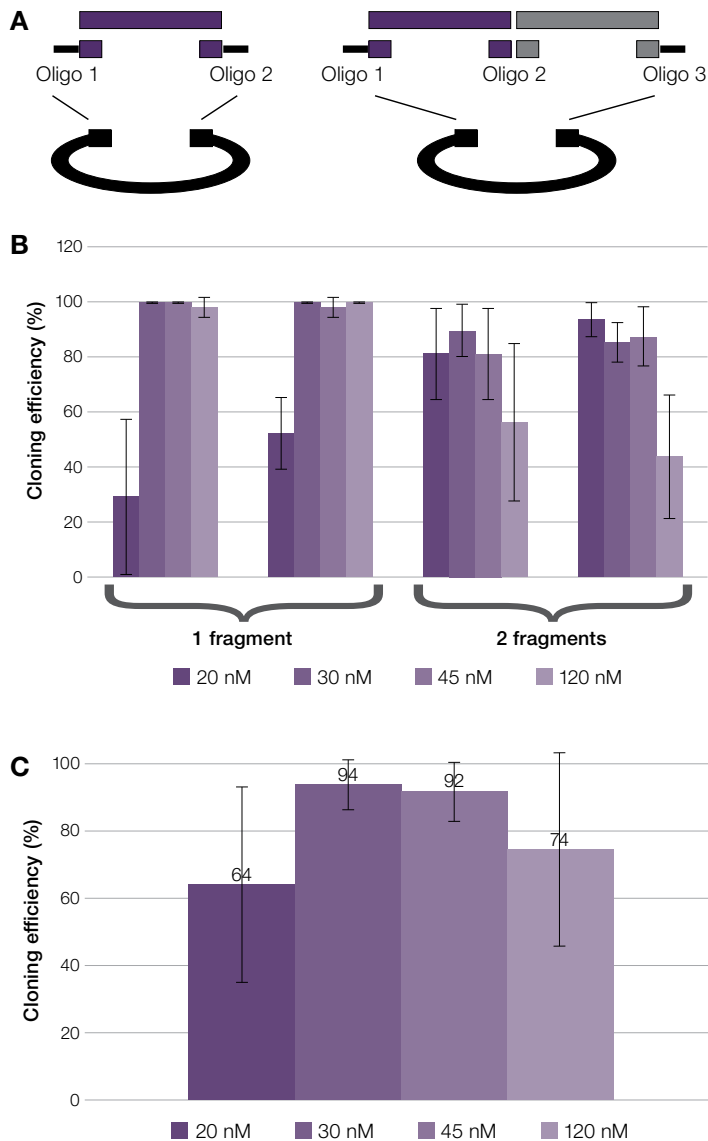 A
Oligo 1 Oligo 2 Oligo 1 Oligo 2 Oligo 3
B
Cloning efficiency (%)
120
100
80
60
40
20
0
1 fragment 2 fragments
20 nM 30 nM 45 nM 120 nM
C
Cloning efficiency (%)
100
80
60
40
20
0
64 94 92 74
20 nM 30 nM 45 nM 120 nM